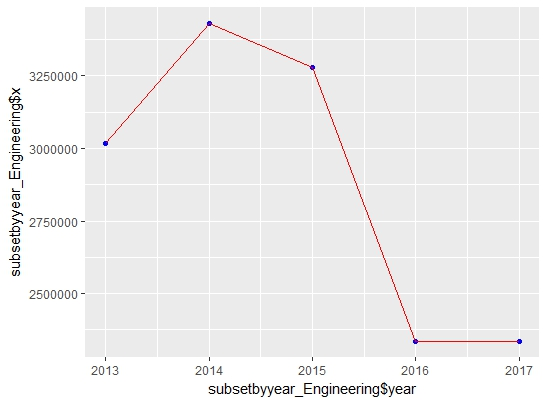 subsetbyyear_Engineering$x
3250000
3000000
2750000
2500000
2013 2014 2015 2016 2017
subsetbyyear_Engineering$year